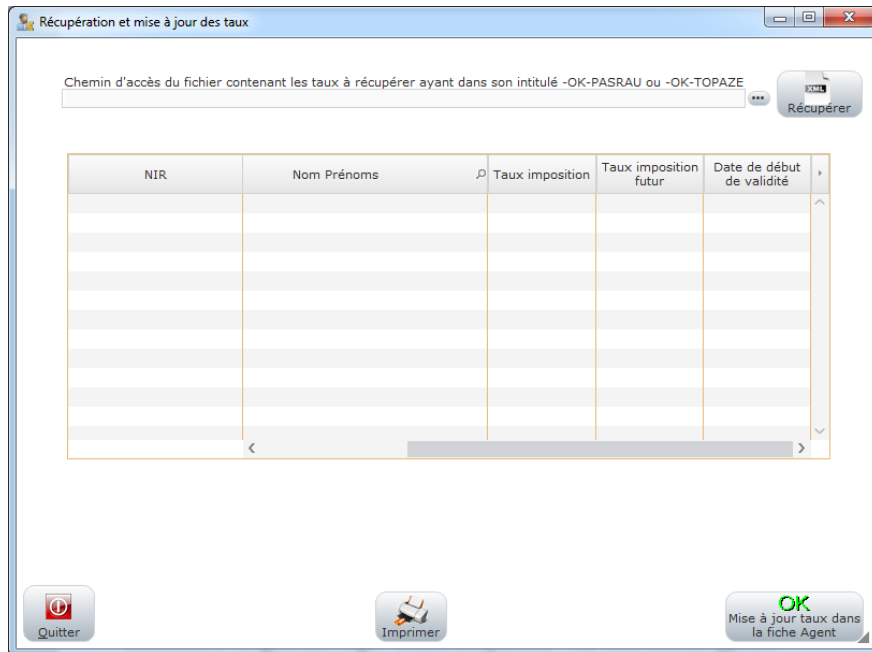 Récupération et mise à jour des taux
Chemin d'accès du fichier contenant les taux à récupérer ayant dans son intitulé -OK-PASRAU ou -OK-TOPAZE
XML
Récupérer
NIR
Nom Prénoms
Taux imposition
Taux imposition
futur
Date de début
de validité
Quitter
Imprimer
OK
Mise à jour taux dans
la fiche Agent